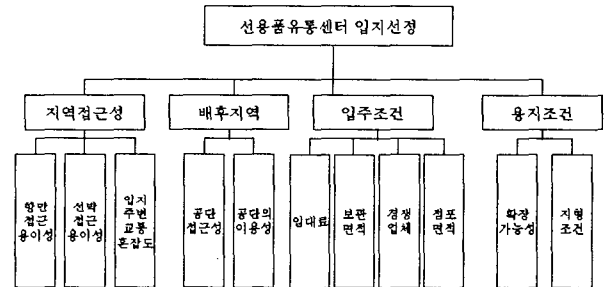 선용품유통센터 입지선정
지역접근성
배후지역
입주조건
용지조건
항만
접근
용이성
선박
접근
용이성
입지
주변
교통
혼잡도
공단
접근성
공단의
이용성
임대료
보관
면적
경쟁
업체
점포
면적
확장
가능성
지형
조건